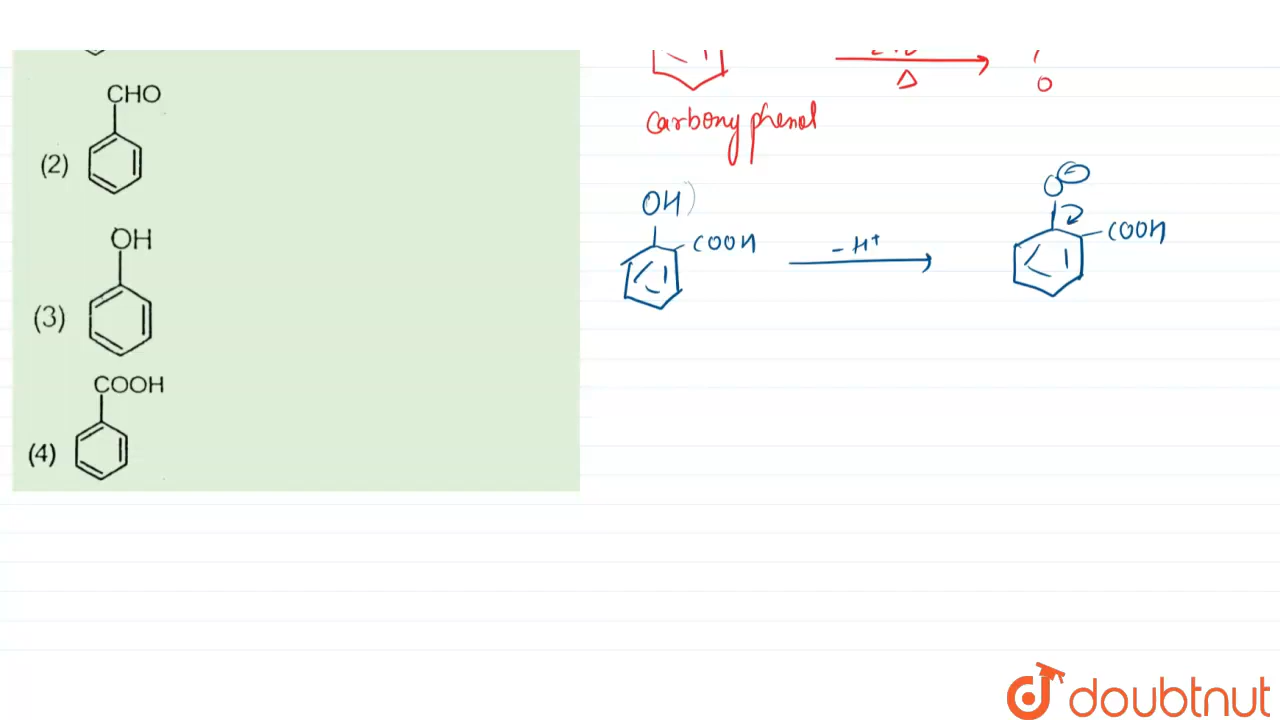 CHO
(2)
OH
(3)
COOH
(4)
Δ
O
carbony phenol
OH
COOH
- H+
O
COOH
doubtnut